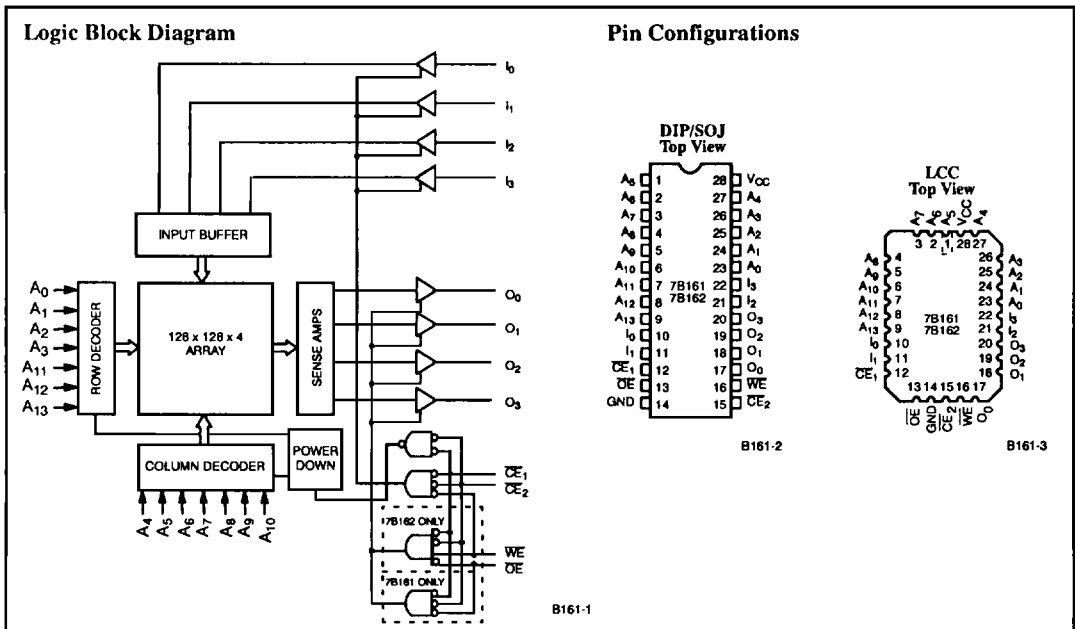 Logic Block Diagram
I0
I1
I2
I3
INPUT BUFFER
A0
A1
A2
A3
A11
A12
A13
ROW DECODER
128 x 128 x 4
ARRAY
SENSE AMPS
O0
O1
O2
O3
COLUMN DECODER
POWER
DOWN
A4
A5
A6
A7
A8
A9
A10
CE1
CE2
7B162 ONLY
WE
OE
7B161 ONLY
B161-1
Pin Configurations
DIP/SOJ
Top View
A5 1 28 VCC
A6 2 27 A4
A7 3 26 A3
A8 4 25 A2
A9 5 24 A1
A10 6 23 A0
A11 7 7B161 22 I3
A12 8 7B162 21 I2
A13 9 20 O3
I0 10 19 O2
I1 11 18 O1
CE1 12 17 O0
OE 13 16 WE
GND 14 15 CE2
B161-2
LCC
Top View
A7 A6 A5 VCC A4
3 2 1 28 27
A8 4 26 A3
A9 5 25 A2
A10 6 24 A1
A11 7 23 A0
A12 8 7B161 22 I3
A13 9 7B162 21 I2
I0 10 20 O3
I1 11 19 O2
CE1 12 18 O1
13 14 15 16 17
OE GND CE2 WE O0
B161-3